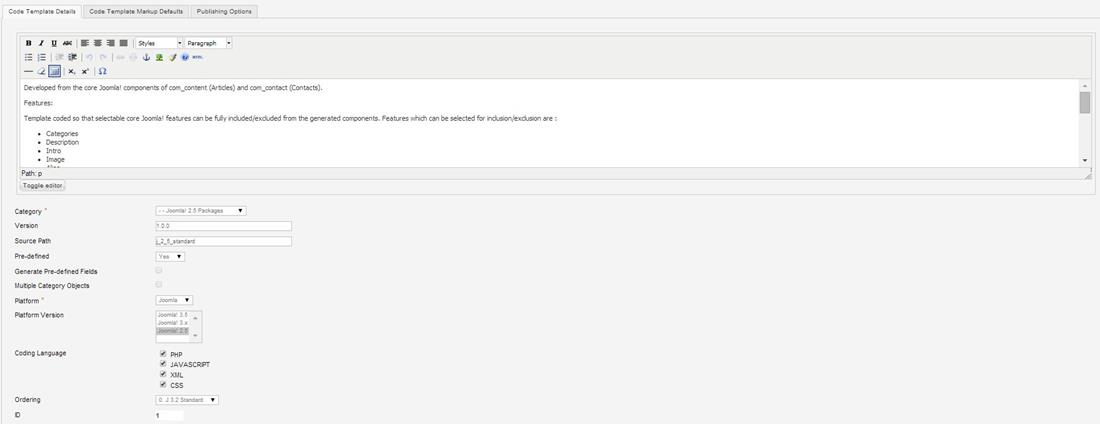 Code Template Details Code Template Markup Defaults Publishing Options
B I U ABC Styles Paragraph
HTML
Developed from the core Joomla! components of com_content (Articles) and com_contact (Contacts).
Features:
Template coded so that selectable core Joomla! features can be fully included/excluded from the generated components. Features which can be selected for inclusion/exclusion are :
Categories
Description
Intro
Image
Path: p
Toggle editor
Category * - - Joomla! 2.5 Packages
Version 1.0.0
Source Path j_2_5_standard
Pre-defined Yes
Generate Pre-defined Fields
Multiple Category Objects
Platform * Joomla
Platform Version Joomla! 3.5
Joomla! 3.x
Joomla! 2.5
Coding Language PHP
JAVASCRIPT
XML
CSS
Ordering 0. J 3.2 Standard
ID 1